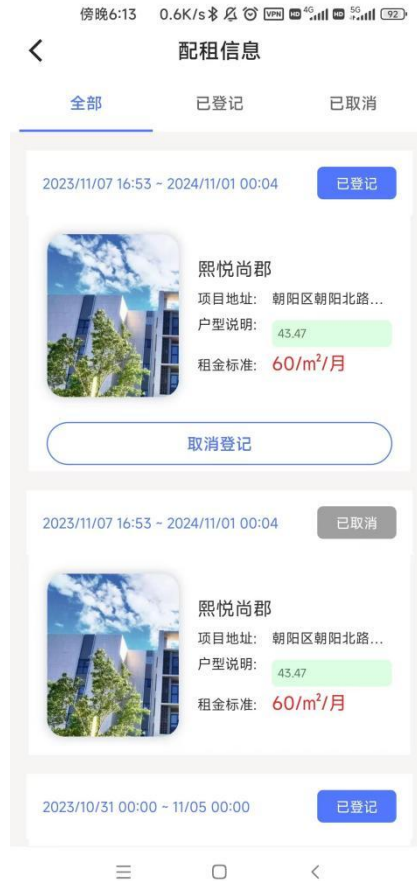 傍晚6:13 0.6K/s VPN HD 4G HD 5G 92
配租信息
全部 已登记 已取消
2023/11/07 16:53 ~ 2024/11/01 00:04 已登记
熙悦尚郡
项目地址: 朝阳区朝阳北路...
户型说明: 43.47
租金标准: 60/m²/月
取消登记
2023/11/07 16:53 ~ 2024/11/01 00:04 已取消
熙悦尚郡
项目地址: 朝阳区朝阳北路...
户型说明: 43.47
租金标准: 60/m²/月
2023/10/31 00:00 ~ 11/05 00:00 已登记